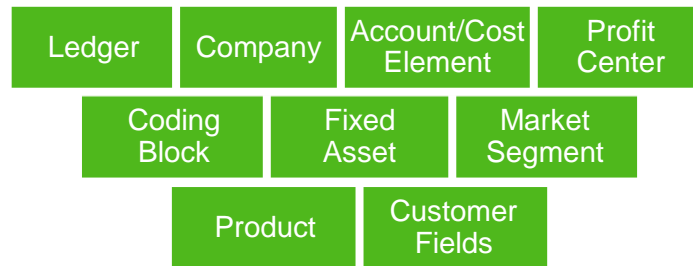 Ledger
Company
Account/Cost
Element
Profit
Center
Coding
Block
Fixed
Asset
Market
Segment
Product
Customer
Fields